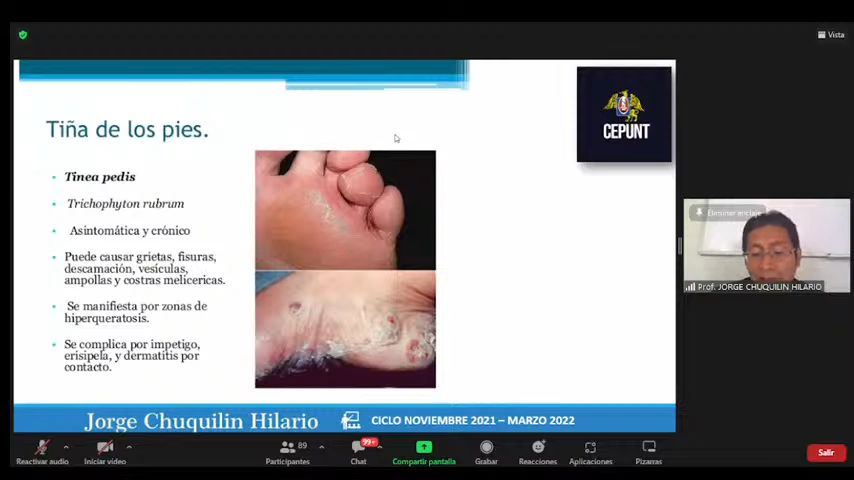 Vista
Tiña de los pies.
CEPUNT
Tinea pedis
Trichophyton rubrum
Asintomática y crónico
Puede causar grietas, fisuras,
descamación, vesículas,
ampollas y costras melicericas.
Se manifiesta por zonas de
hiperqueratosis.
Se complica por impetigo,
erisipela, y dermatitis por
contacto.
Eliminar anclaje
Prof. JORGE CHUQUILIN HILARIO
Jorge Chuquilin Hilario
CICLO NOVIEMBRE 2021 – MARZO 2022
89
99+
Reactivar audio
Iniciar video
Participantes
Chat
Compartir pantalla
Grabar
Reacciones
Aplicaciones
Pizarras
Salir